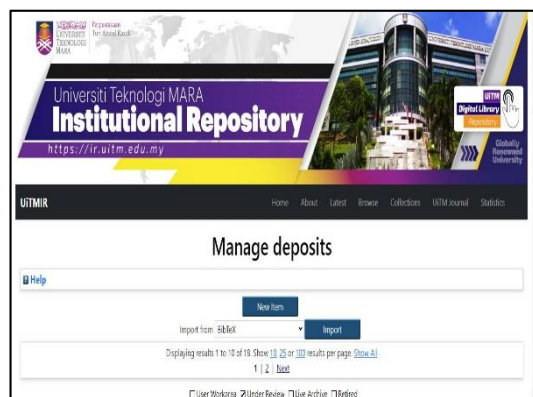 UNIVERSITI
TEKNOLOGI
MARA
Perpustakaan
Tun Abdul Razak
Universiti Teknologi MARA
Institutional Repository
https://ir.uitm.edu.my
UiTM
Digital Library
Repository
Globally
Renowned
University
UiTMIR
Home About Latest Browse Collections UiTM Journal Statistics
Manage deposits
Help
New Item
Import from BibTeX Import
Displaying results 1 to 10 of 18. Show 10, 25 or 100 results per page. Show All
1 | 2 | Next
User Workarea Under Review Live Archive Retired